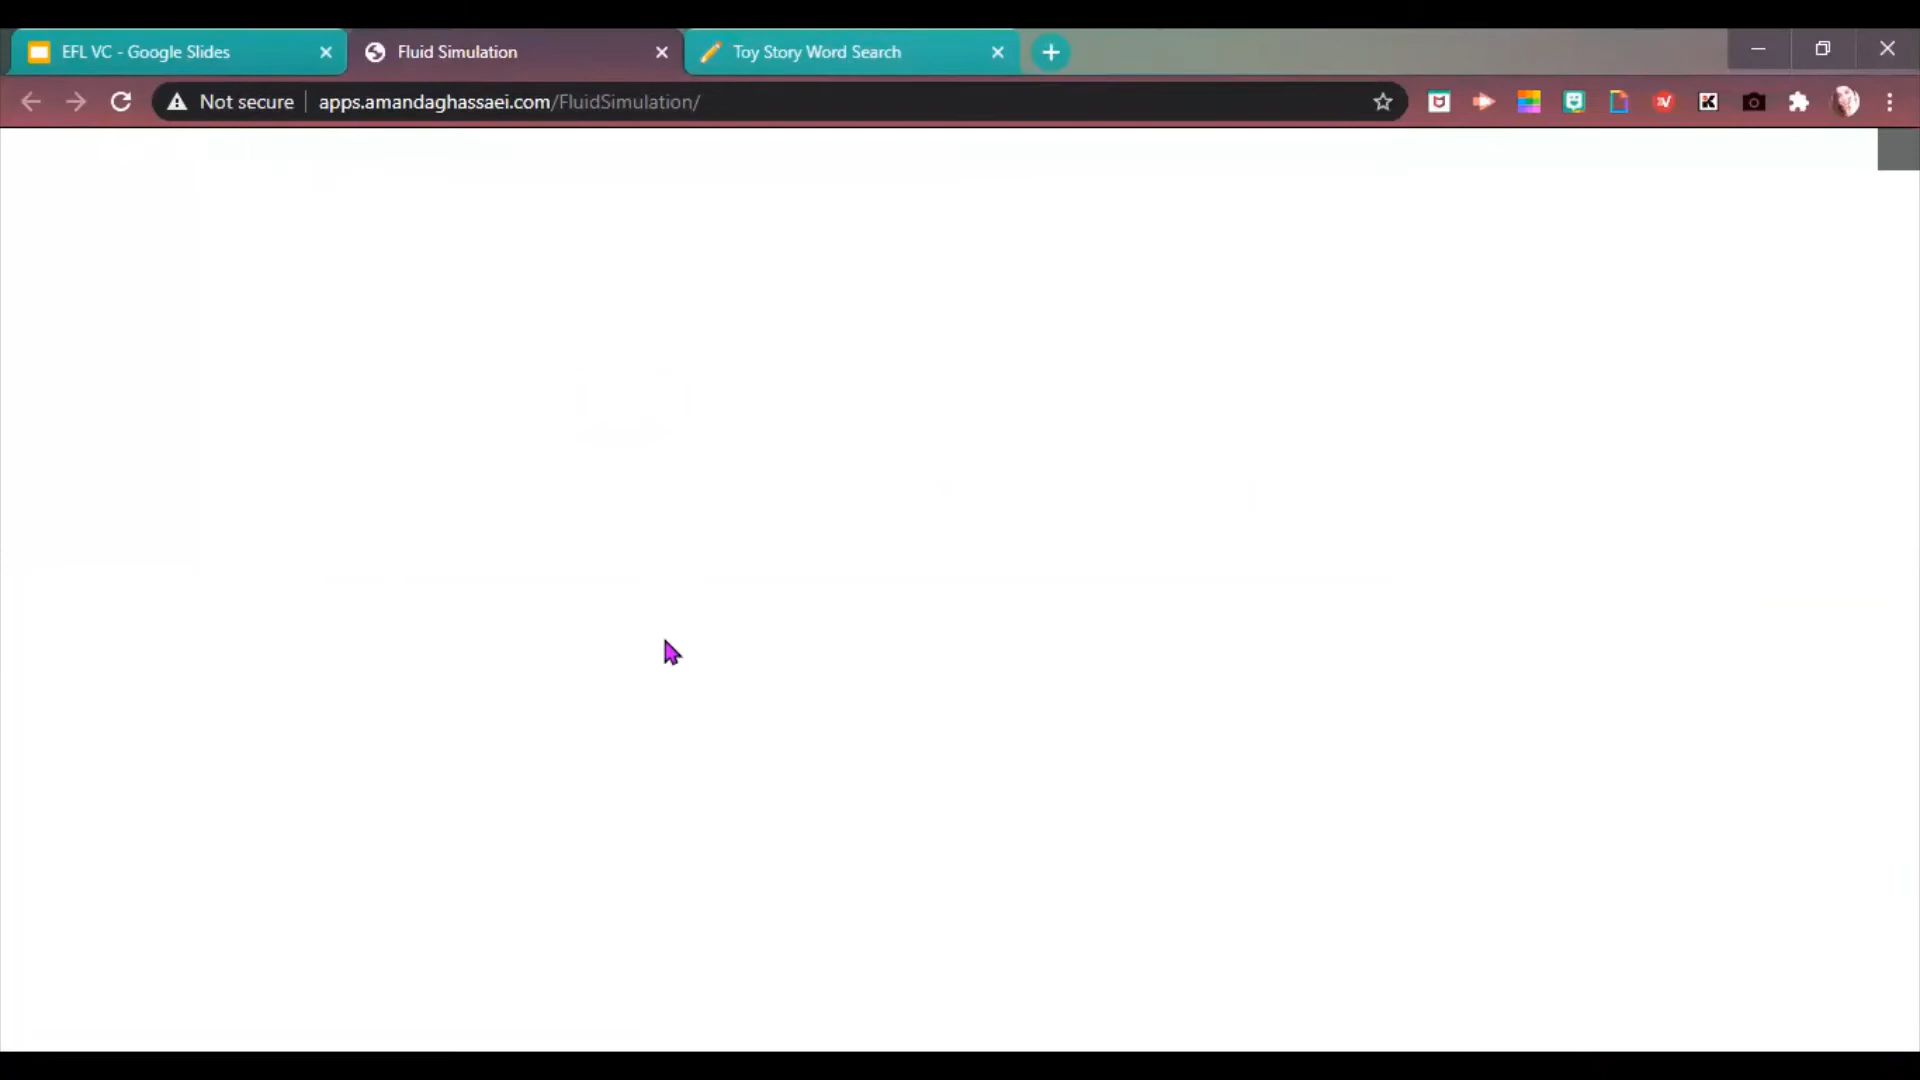 EFL VC - Google Slides
Fluid Simulation
Toy Story Word Search
Not secure
apps.amandaghassaei.com/FluidSimulation/